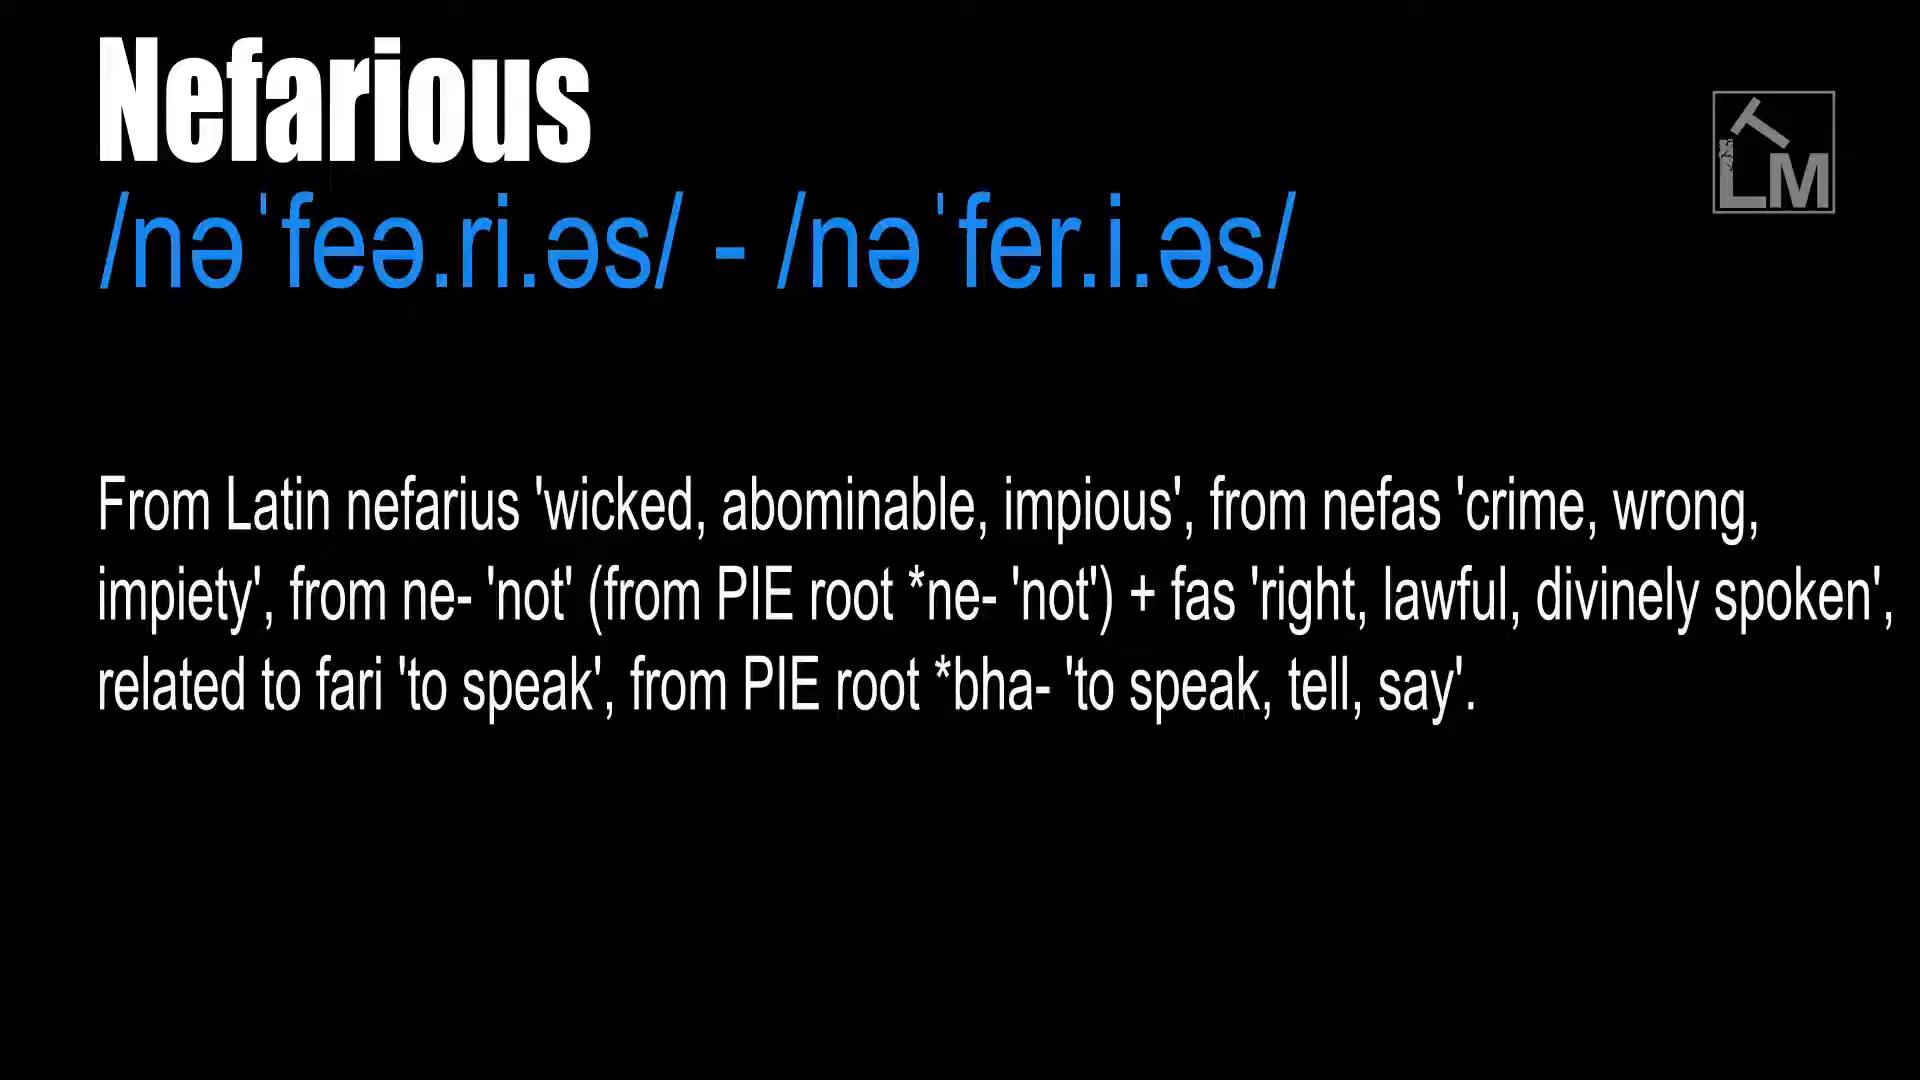 Nefarious
/nəˈfeə.ri.əs/ - /nəˈfer.i.əs/
LTM
From Latin nefarius 'wicked, abominable, impious', from nefas 'crime, wrong,
impiety', from ne- 'not' (from PIE root *ne- 'not') + fas 'right, lawful, divinely spoken',
related to fari 'to speak', from PIE root *bha- 'to speak, tell, say'.